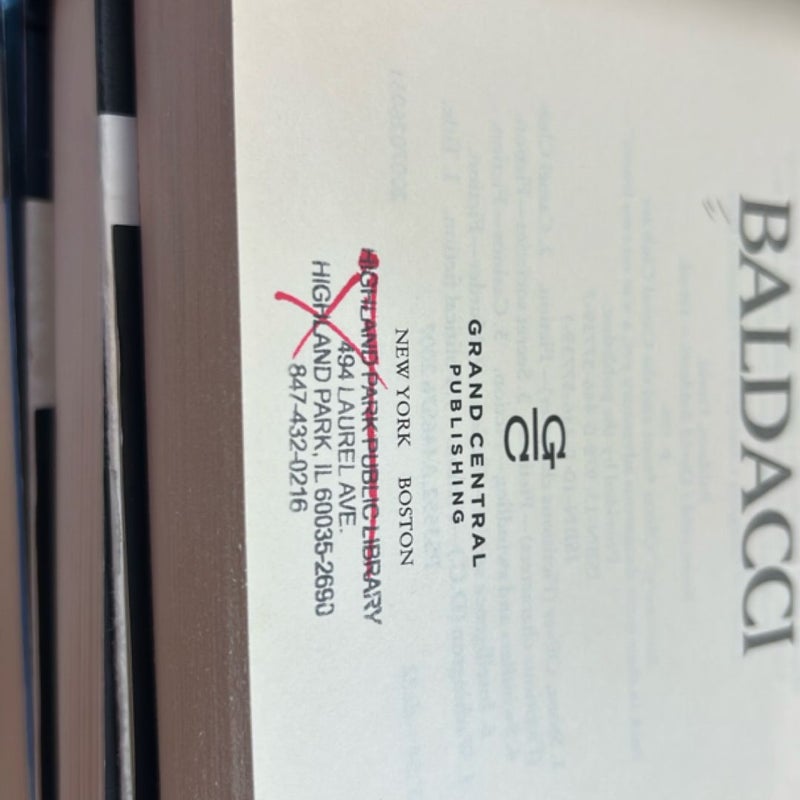 BALDACCI
GRAND CENTRAL
PUBLISHING
NEW YORK BOSTON
HIGHLAND PARK PUBLIC LIBRARY
494 LAUREL AVE.
HIGHLAND PARK, IL 60035-2690
847-432-0216